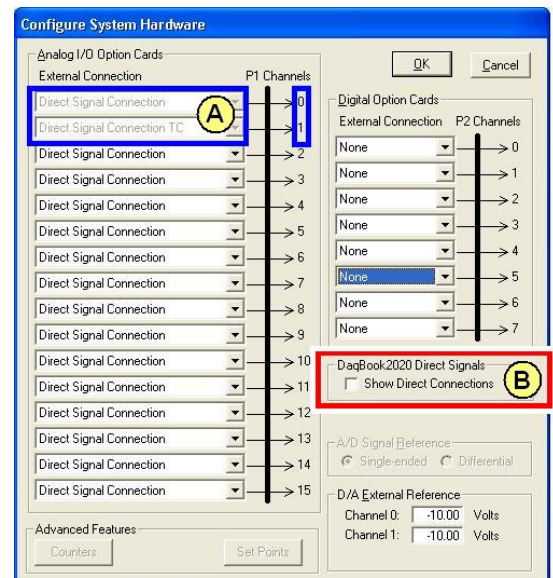 Configure System Hardware
Analog I/O Option Cards
External Connection P1 Channels
Direct Signal Connection 0
A
Direct Signal Connection TC 1
Direct Signal Connection 2
Direct Signal Connection 3
Direct Signal Connection 4
Direct Signal Connection 5
Direct Signal Connection 6
Direct Signal Connection 7
Direct Signal Connection 8
Direct Signal Connection 9
Direct Signal Connection 10
Direct Signal Connection 11
Direct Signal Connection 12
Direct Signal Connection 13
Direct Signal Connection 14
Direct Signal Connection 15
Advanced Features
Counters Set Points
OK Cancel
Digital Option Cards
External Connection P2 Channels
None 0
None 1
None 2
None 3
None 4
None 5
None 6
None 7
DaqBook2020 Direct Signals
Show Direct Connections B
A/D Signal Reference
Single-ended Differential
D/A External Reference
Channel 0: -10.00 Volts
Channel 1: -10.00 Volts